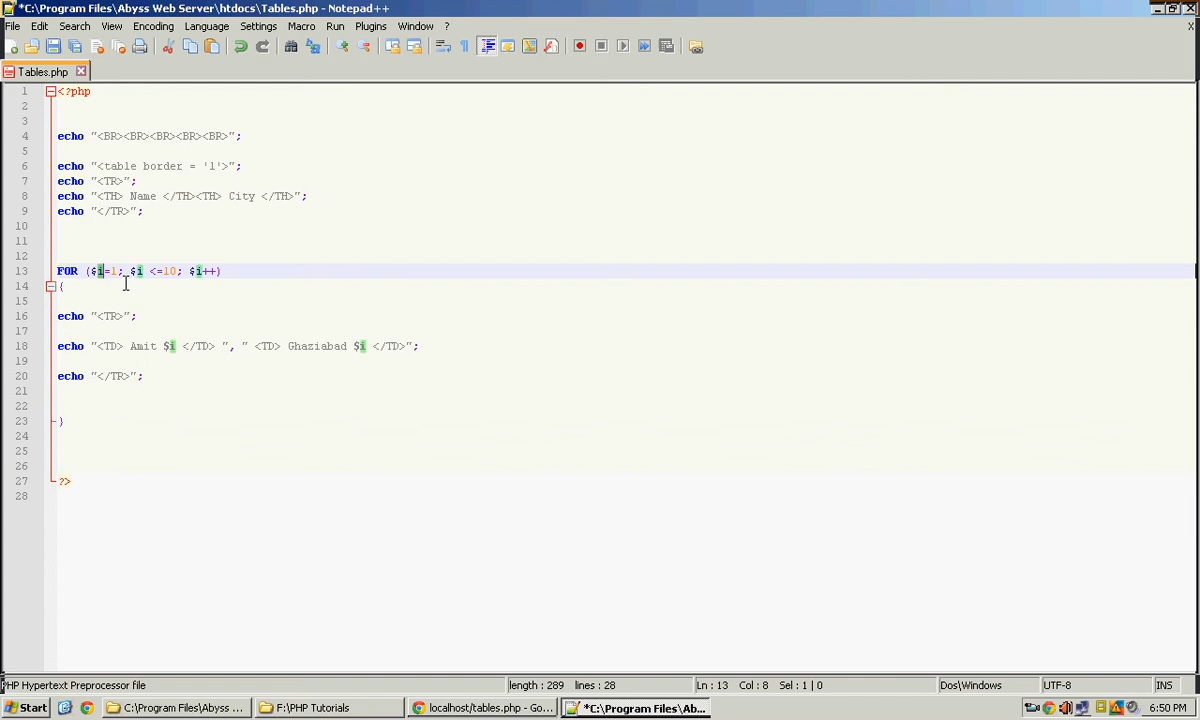 *C:\Program Files\Abyss Web Server\htdocs\Tables.php - Notepad++
File Edit Search View Encoding Language Settings Macro Run Plugins Window ?
Tables.php
1 <?php
2
3
4 echo "<BR><BR><BR><BR><BR>";
5
6 echo "<table border = '1'>";
7 echo "<TR>";
8 echo "<TH> Name </TH><TH> City </TH>";
9 echo "</TR>";
10
11
12
13 FOR ($i=1; $i <=10; $i++)
14 {
15
16 echo "<TR>";
17
18 echo "<TD> Amit $i </TD> ", " <TD> Ghaziabad $i </TD>";
19
20 echo "</TR>";
21
22
23 }
24
25
26
27 ?>
28
PHP Hypertext Preprocessor file length : 289 lines : 28 Ln : 13 Col : 8 Sel : 1 | 0 Dos\Windows UTF-8 INS
Start C:\Program Files\Abyss ... F:\PHP Tutorials localhost/tables.php - Go... *C:\Program Files\Ab... 6:50 PM